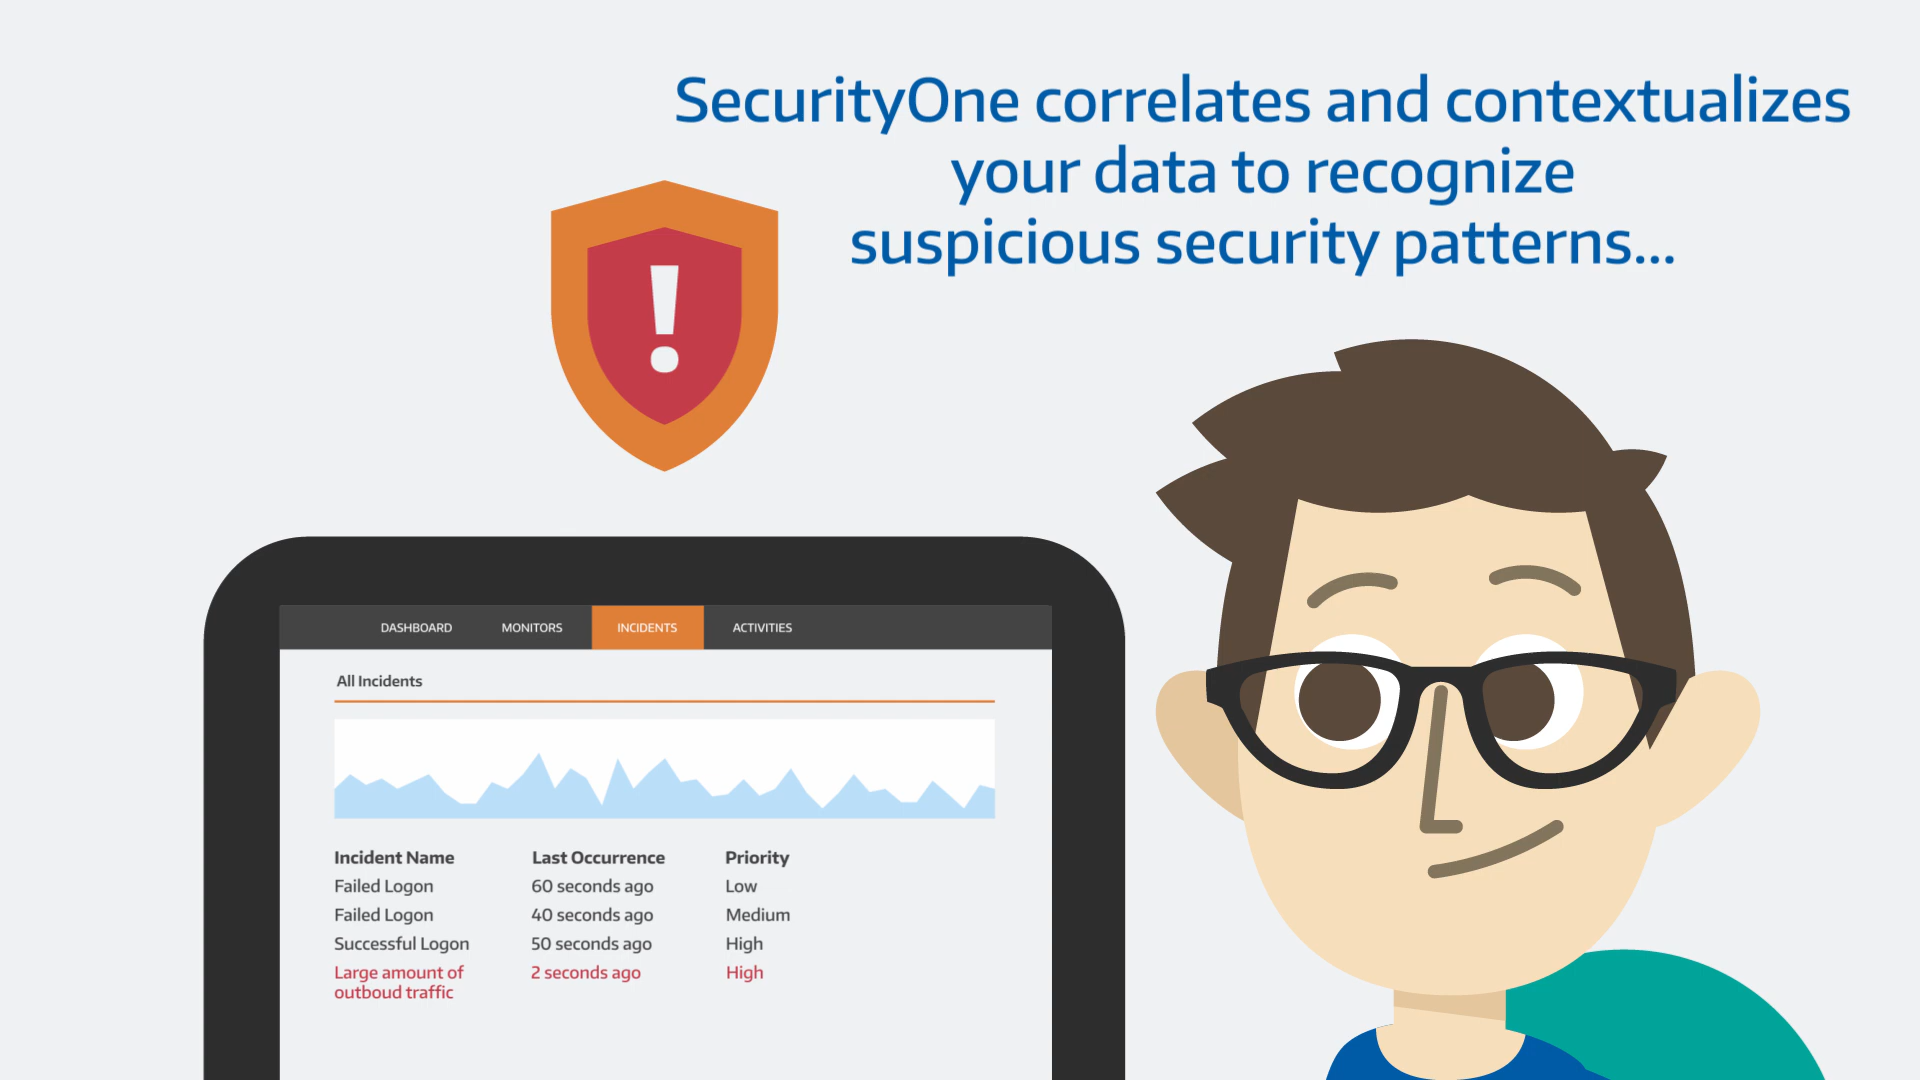 SecurityOne correlates and contextualizes
your data to recognize
suspicious security patterns...
!
DASHBOARD MONITORS INCIDENTS ACTIVITIES
All Incidents
Incident Name Last Occurrence Priority
Failed Logon 60 seconds ago Low
Failed Logon 40 seconds ago Medium
Successful Logon 50 seconds ago High
Large amount of 2 seconds ago High
outboud traffic